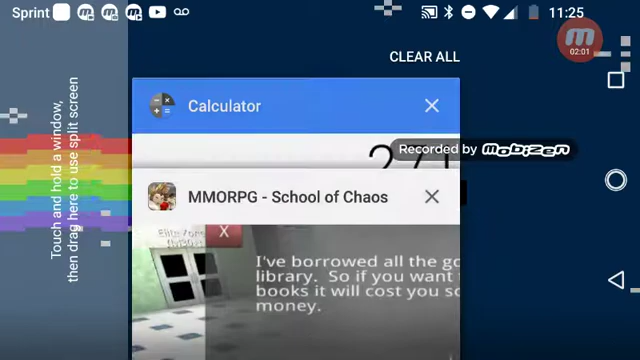 Sprint
11:25
02:01
CLEAR ALL
Touch and hold a window,
then drag here to use split screen
Calculator
Recorded by mobizen
MMORPG - School of Chaos
X
I've borrowed all the
library. So if you want
books it will cost you
money.